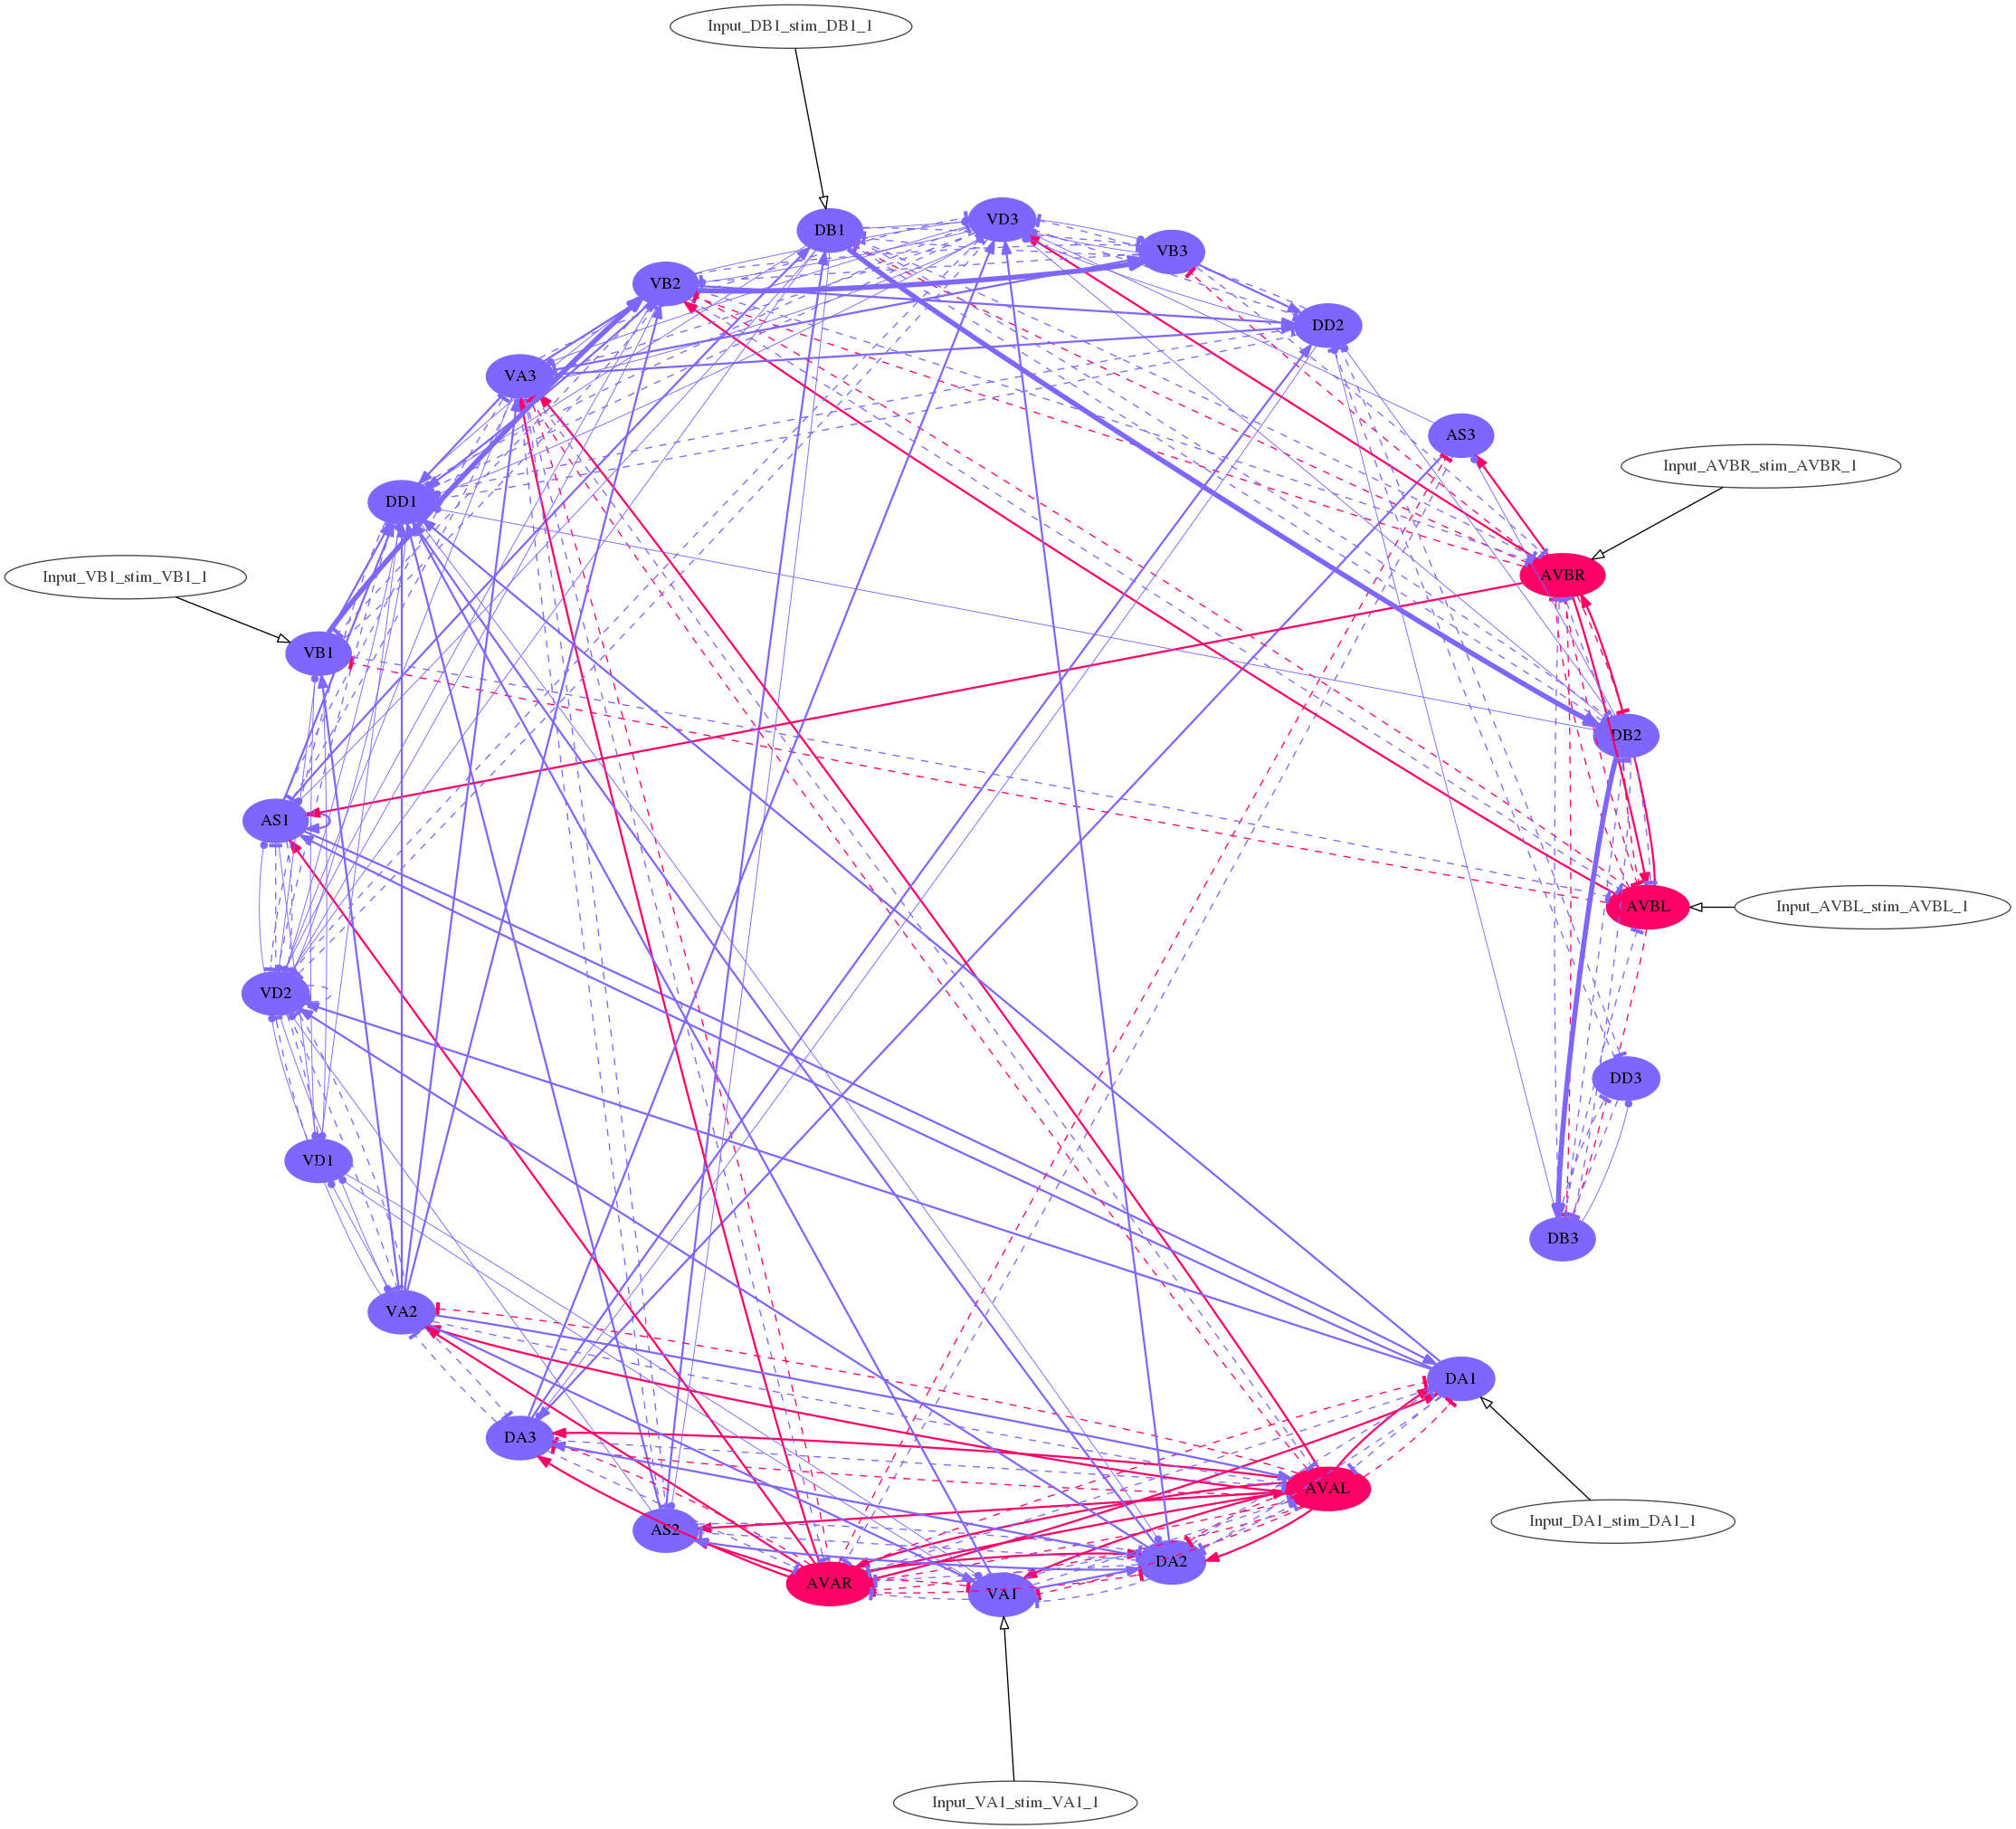 Input_DB1_stim_DB1_1
VD3
DB1
VB3
VB2
DD2
VA3
AS3
Input_AVBR_stim_AVBR_1
DD1
AVBR
Input_VB1_stim_VB1_1
VB1
DB2
AS1
AVBL
Input_AVBL_stim_AVBL_1
VD2
DD3
VD1
DB3
VA2
DA1
DA3
AVAL
Input_DA1_stim_DA1_1
AS2
DA2
AVAR
VA1
Input_VA1_stim_VA1_1